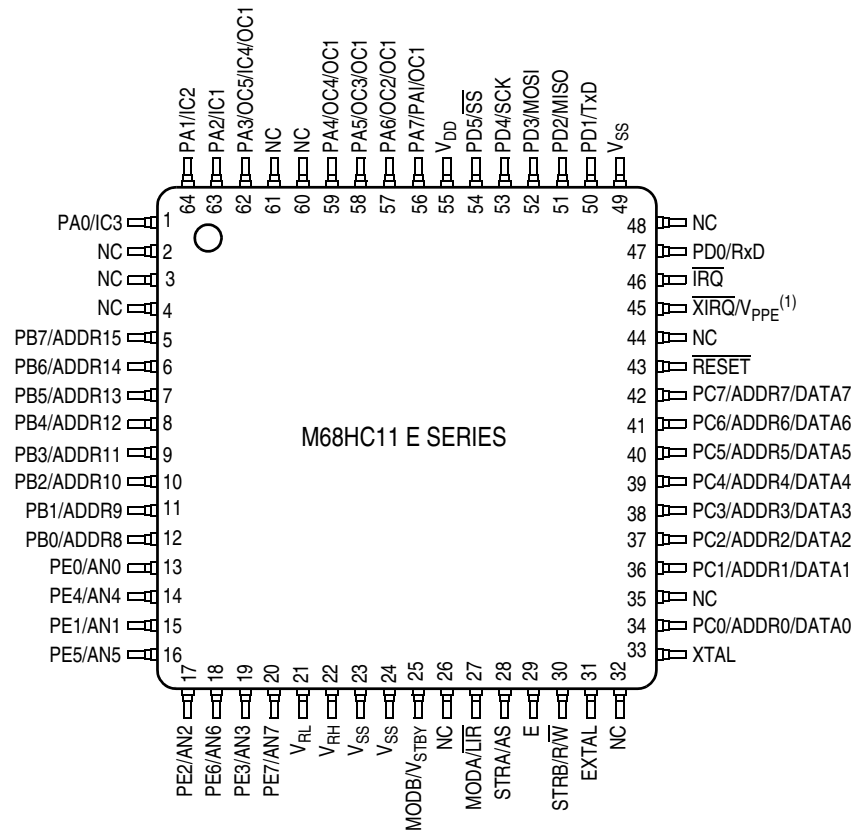 PA1/IC2
PA2/IC1
PA3/OC5/IC4/OC1
NC
NC
PA4/OC4/OC1
PA5/OC3/OC1
PA6/OC2/OC1
PA7/PAI/OC1
VDD
PD5/S̅S̅
PD4/SCK
PD3/MOSI
PD2/MISO
PD1/TxD
VSS
64
63
62
61
60
59
58
57
56
55
54
53
52
51
50
49
PA0/IC3 1
NC 2
NC 3
NC 4
PB7/ADDR15 5
PB6/ADDR14 6
PB5/ADDR13 7
PB4/ADDR12 8
PB3/ADDR11 9
PB2/ADDR10 10
PB1/ADDR9 11
PB0/ADDR8 12
PE0/AN0 13
PE4/AN4 14
PE1/AN1 15
PE5/AN5 16
M68HC11 E SERIES
48 NC
47 PD0/RxD
46 I̅R̅Q̅
45 X̅I̅R̅Q̅/VPPE(1)
44 NC
43 R̅E̅S̅E̅T̅
42 PC7/ADDR7/DATA7
41 PC6/ADDR6/DATA6
40 PC5/ADDR5/DATA5
39 PC4/ADDR4/DATA4
38 PC3/ADDR3/DATA3
37 PC2/ADDR2/DATA2
36 PC1/ADDR1/DATA1
35 NC
34 PC0/ADDR0/DATA0
33 XTAL
17
18
19
20
21
22
23
24
25
26
27
28
29
30
31
32
PE2/AN2
PE6/AN6
PE3/AN3
PE7/AN7
VRL
VRH
VSS
VSS
MODB/VSTBY
NC
MODA/L̅I̅R̅
STRA/AS
E
STRB/R/W̅
EXTAL
NC